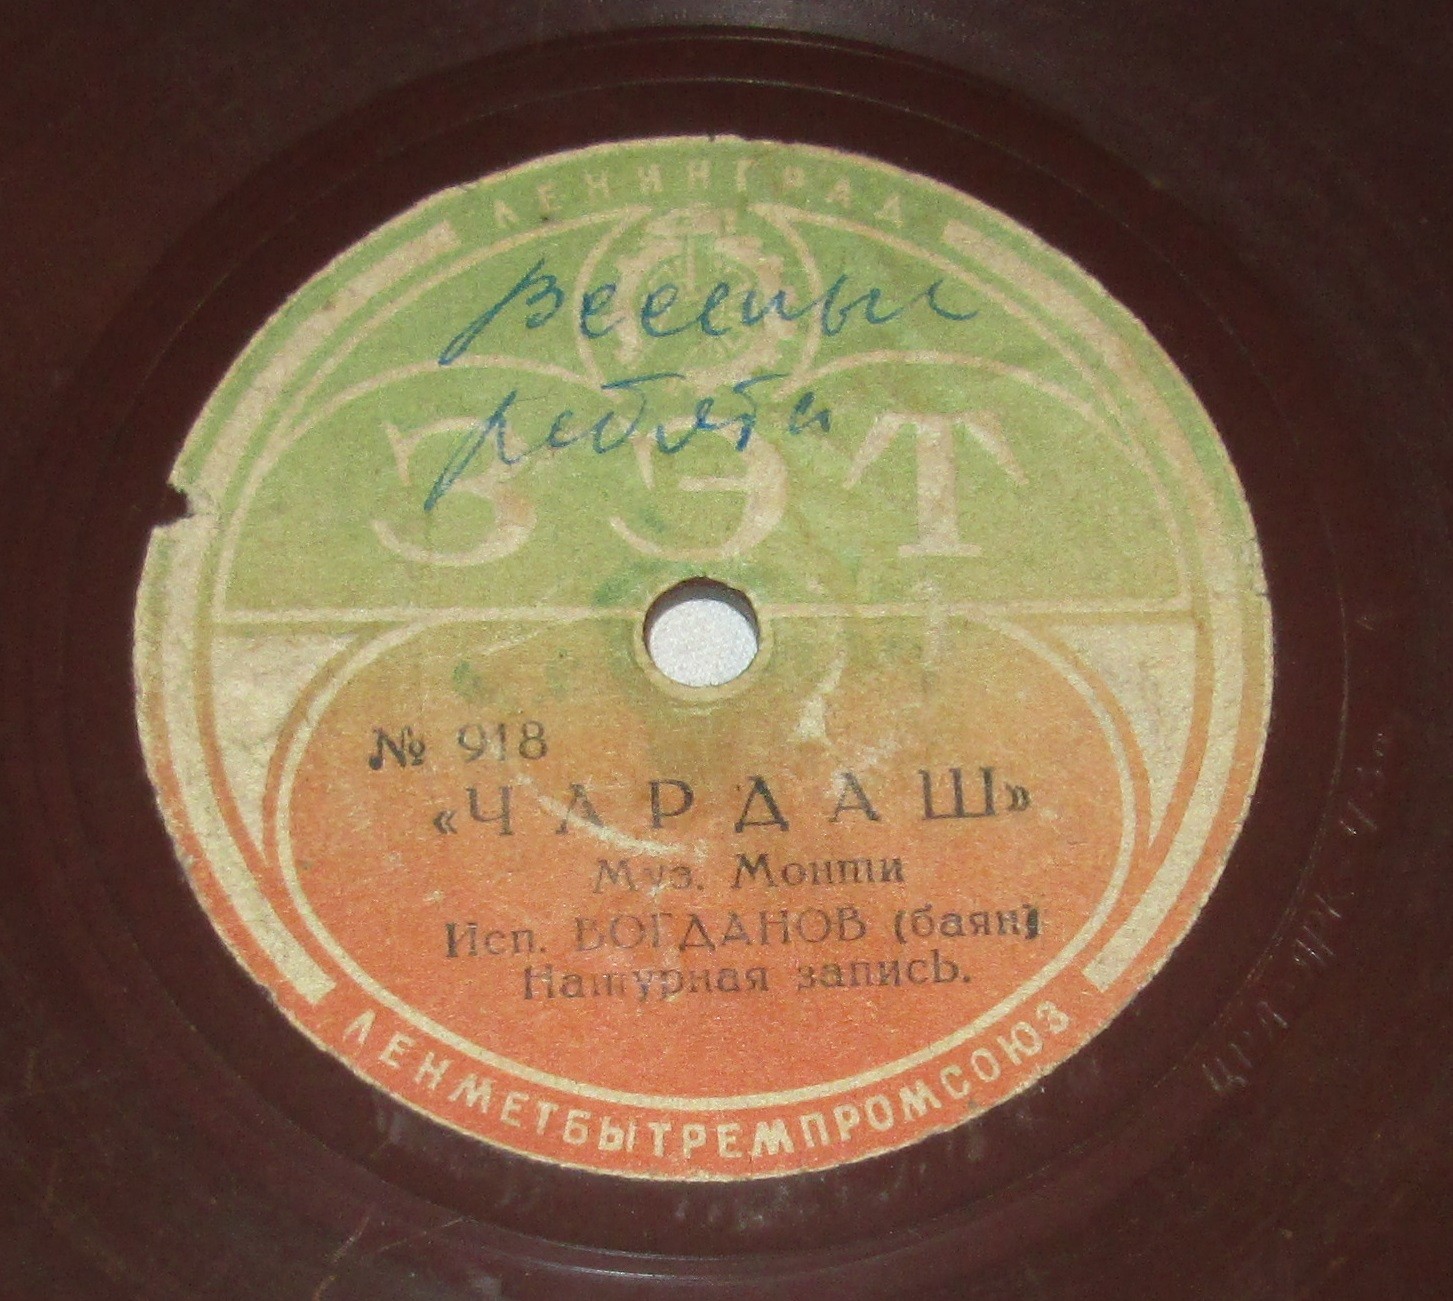 ЛЕНИНГРАД
Веселые
ребята
ЗЭТ
№ 918
«ЧАРДАШ»
Муз. Монти
Исп. БОГДАНОВ (баян)
Натурная запись.
ЛЕНМЕТБЫТРЕМПРОМСОЮЗ